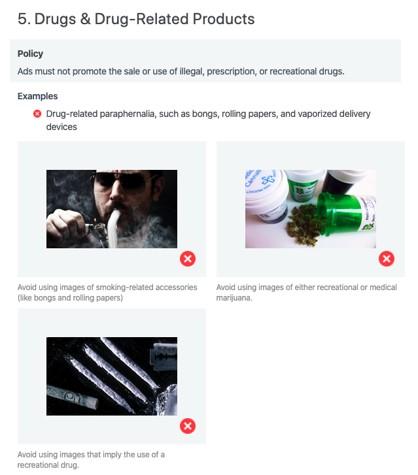 5. Drugs & Drug-Related Products
Policy
Ads must not promote the sale or use of illegal, prescription, or recreational drugs.
Examples
Drug-related paraphernalia, such as bongs, rolling papers, and vaporized delivery
devices
Avoid using images of smoking-related accessories
(like bongs and rolling papers)
Avoid using images of either recreational or medical
marijuana.
Avoid using images that imply the use of a
recreational drug.